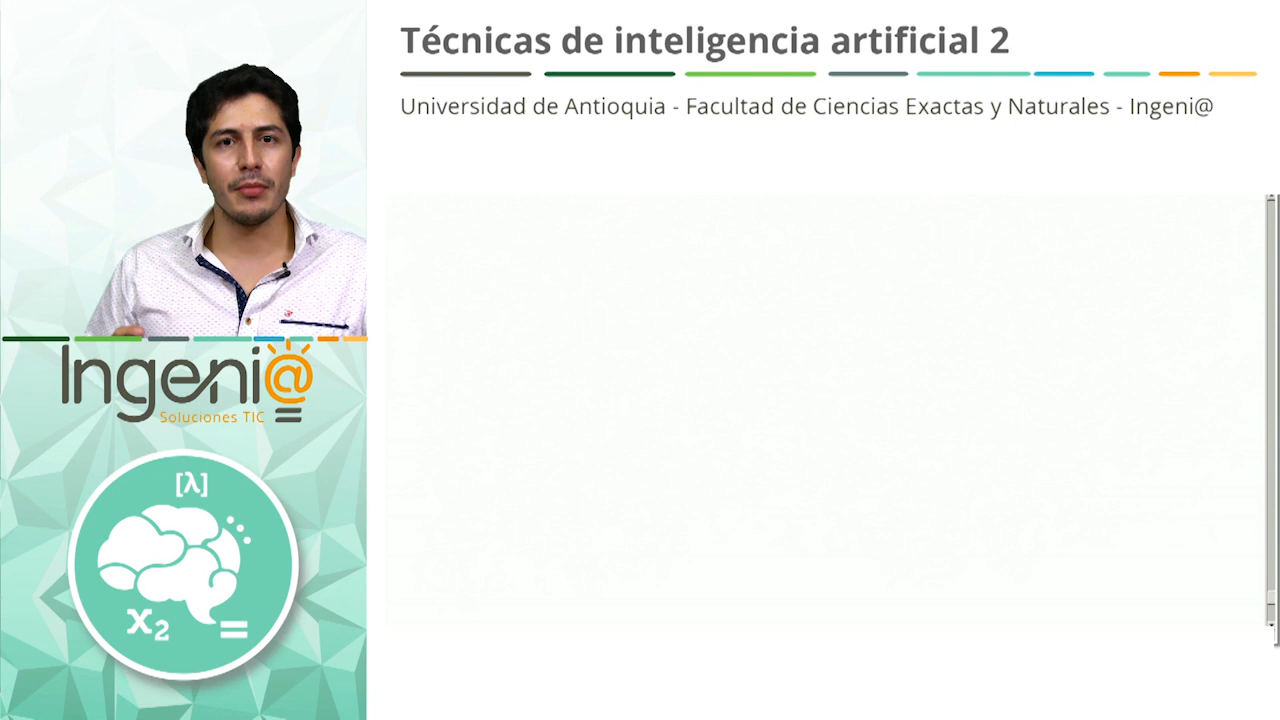 Técnicas de inteligencia artificial 2
Universidad de Antioquia - Facultad de Ciencias Exactas y Naturales - Ingeni@
Ingeni@
Soluciones TIC
[λ]
x₂ =